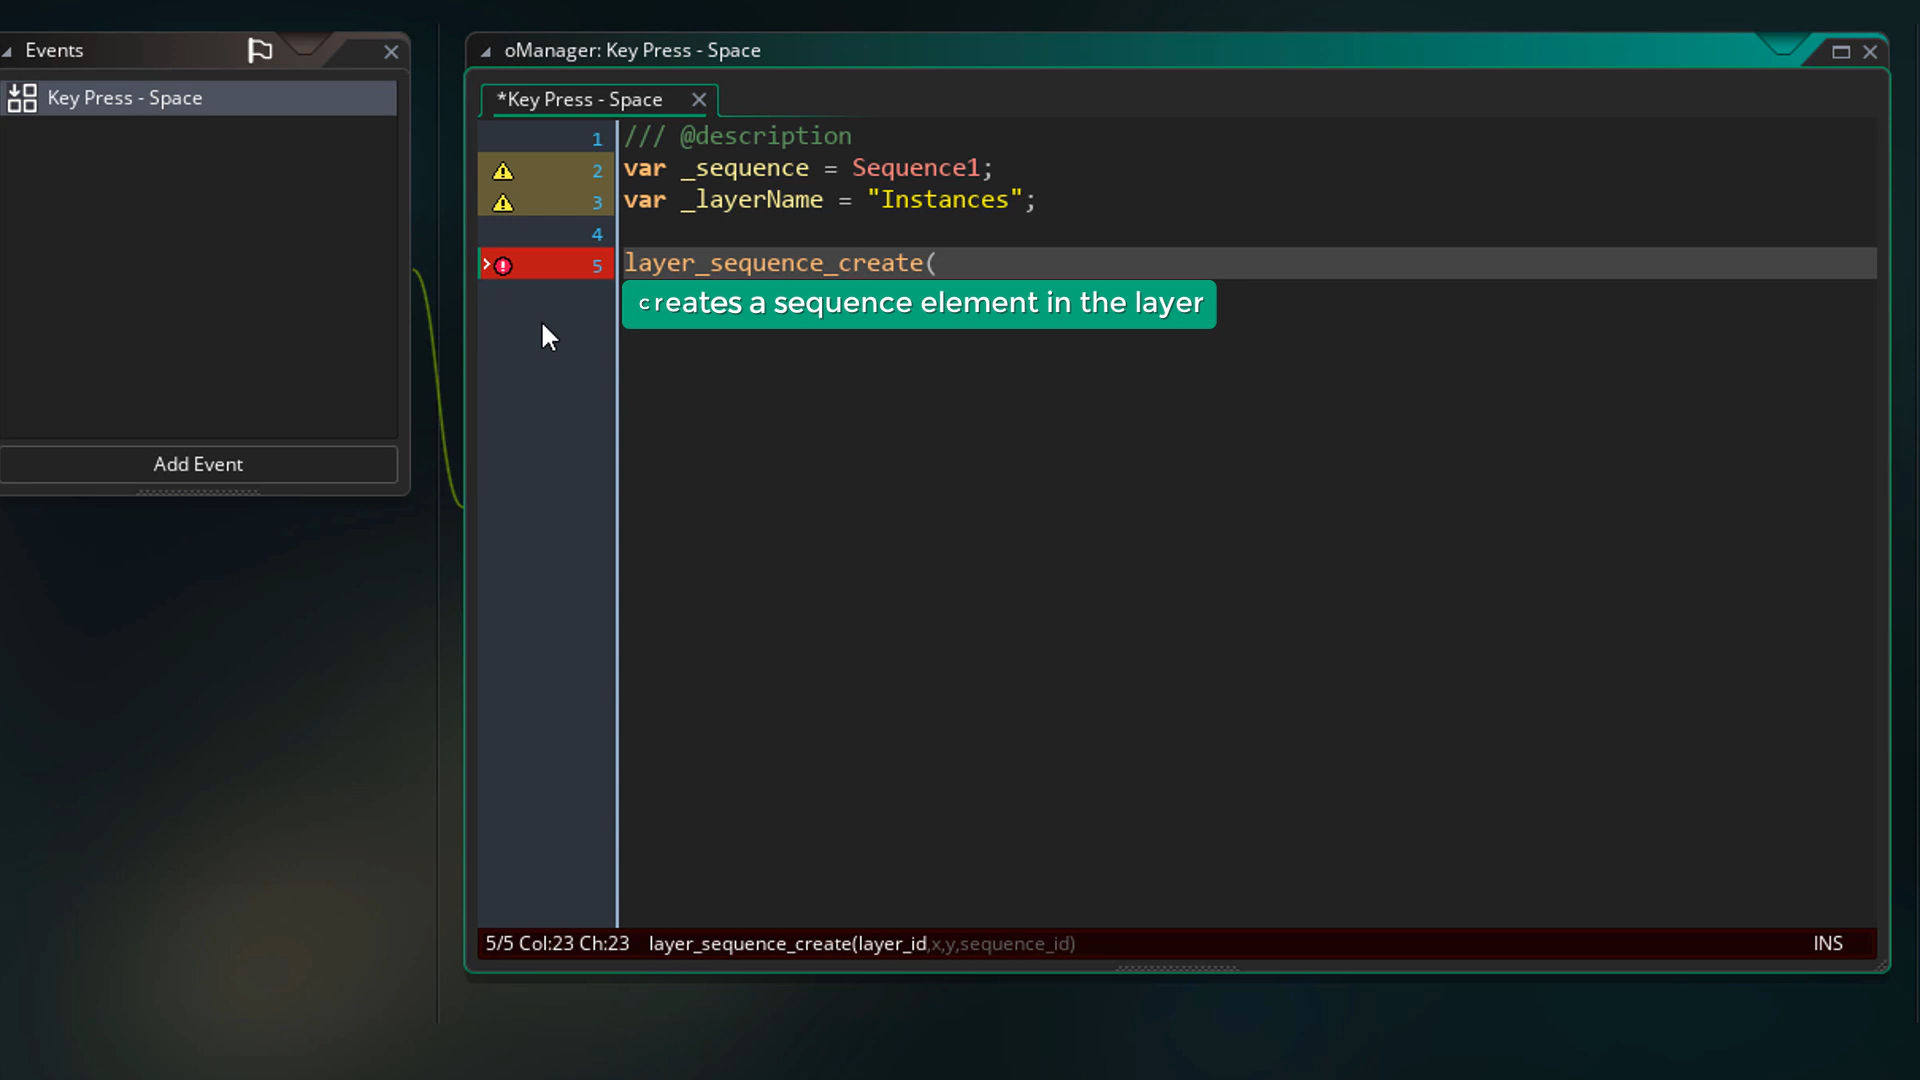 Events
Key Press - Space
Add Event
oManager: Key Press - Space
*Key Press - Space
1 /// @description
2 var _sequence = Sequence1;
3 var _layerName = "Instances";
4
5 layer_sequence_create(
creates a sequence element in the layer
5/5 Col:23 Ch:23 layer_sequence_create(layer_id,x,y,sequence_id) INS